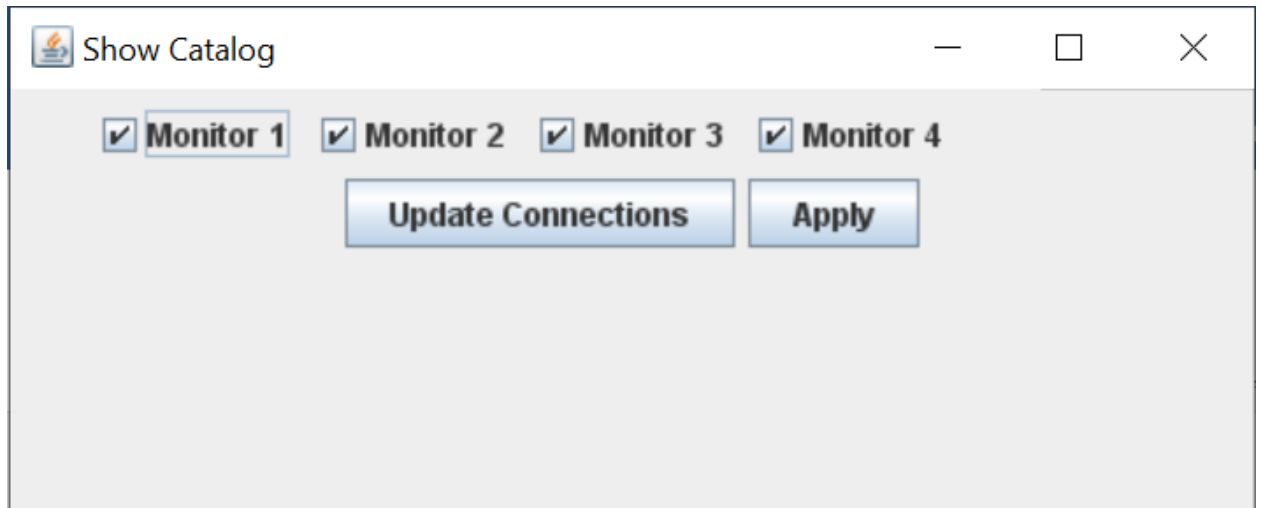 Show Catalog
Monitor 1 Monitor 2 Monitor 3 Monitor 4
Update Connections Apply